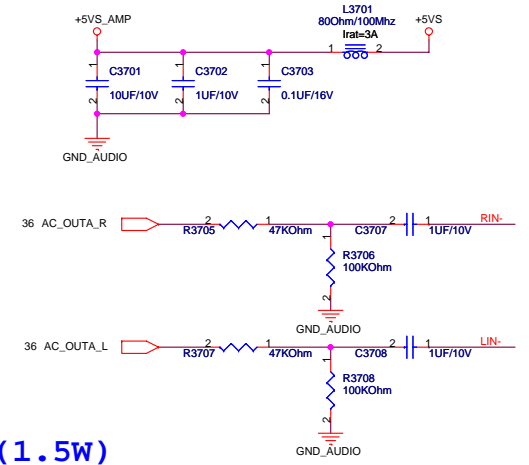 L3701
+5VS_AMP 80Ohm/100Mhz +5VS
Irat=3A
1 2
1 1 1
C3701 C3702 C3703
10UF/10V 1UF/10V 0.1UF/16V
2 2 2
GND_AUDIO
36 AC_OUTA_R 2 1 2 1 RIN-
R3705 47KOhm C3707 1UF/10V
1
R3706
100KOhm
2
GND_AUDIO
36 AC_OUTA_L 2 1 2 1 LIN-
R3707 47KOhm C3708 1UF/10V
1
R3708
100KOhm
2
(1.5W)
GND_AUDIO